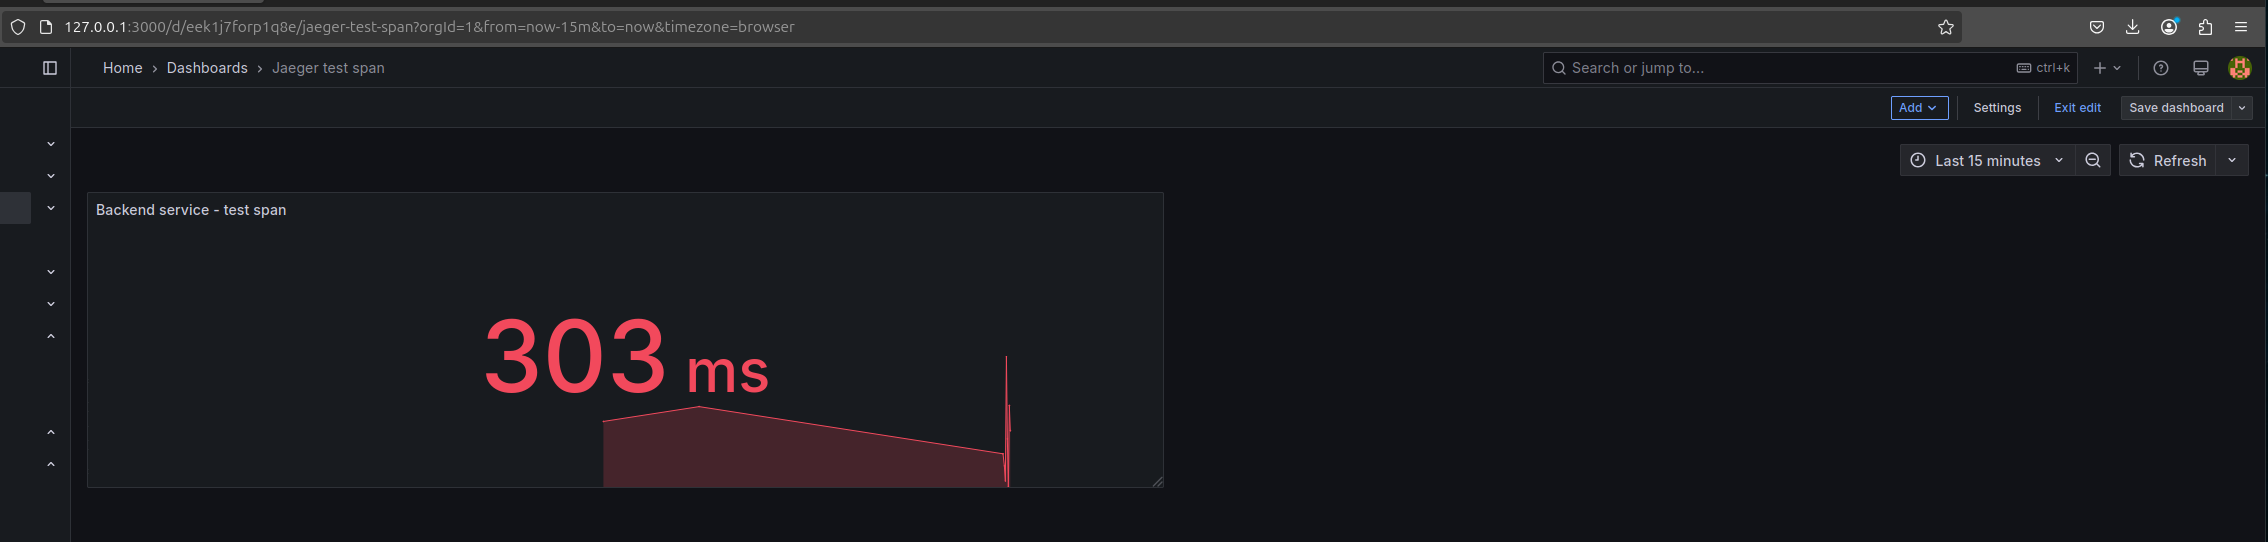 127.0.0.1:3000/d/eek1j7forp1q8e/jaeger-test-span?orgId=1&from=now-15m&to=now&timezone=browser
Home › Dashboards › Jaeger test span
Search or jump to... ctrl+k
Add Settings Exit edit Save dashboard
Last 15 minutes Refresh
Backend service - test span
303 ms